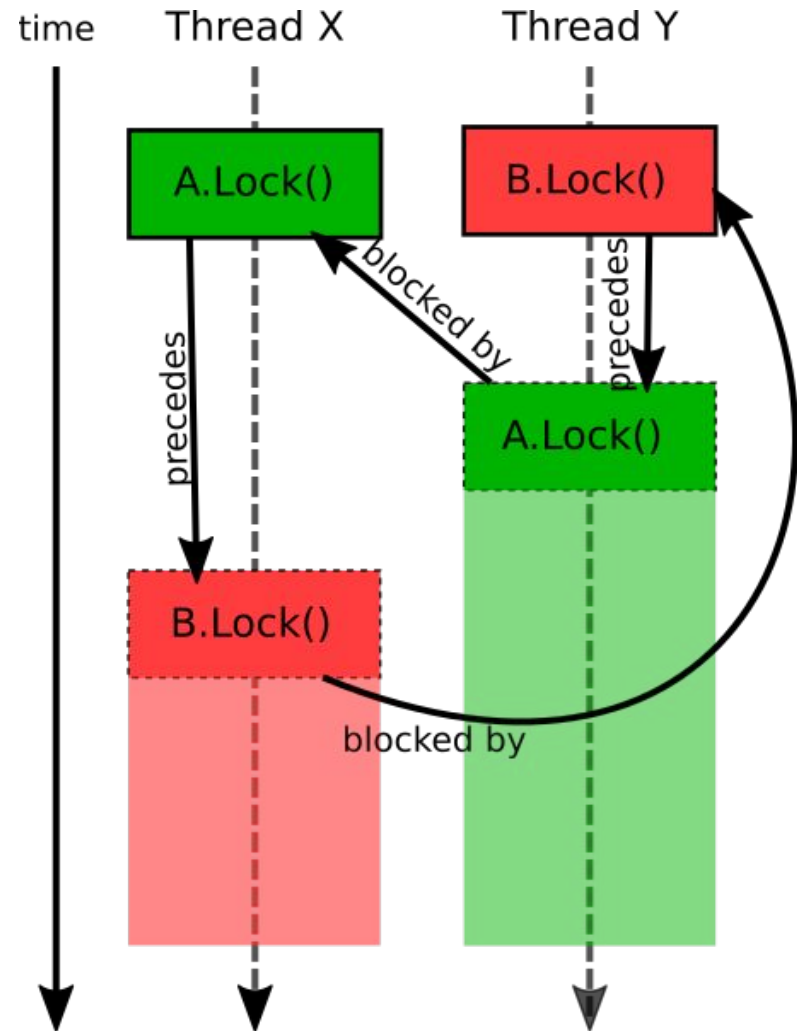 time
Thread X
Thread Y
A.Lock()
B.Lock()
blocked by
precedes
precedes
A.Lock()
B.Lock()
blocked by